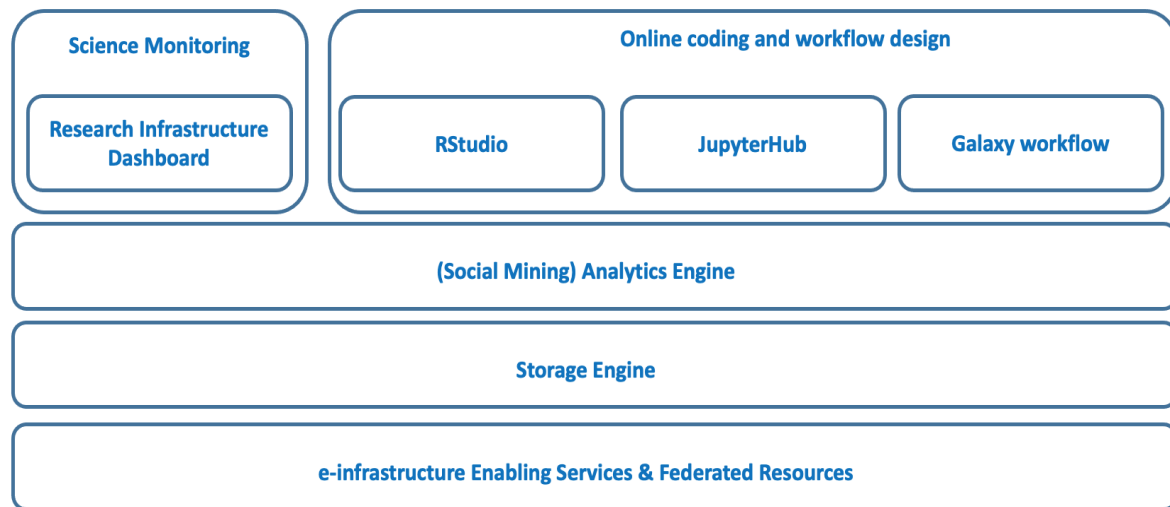 Science Monitoring
Online coding and workflow design
Research Infrastructure
Dashboard
RStudio
JupyterHub
Galaxy workflow
(Social Mining) Analytics Engine
Storage Engine
e-infrastructure Enabling Services & Federated Resources